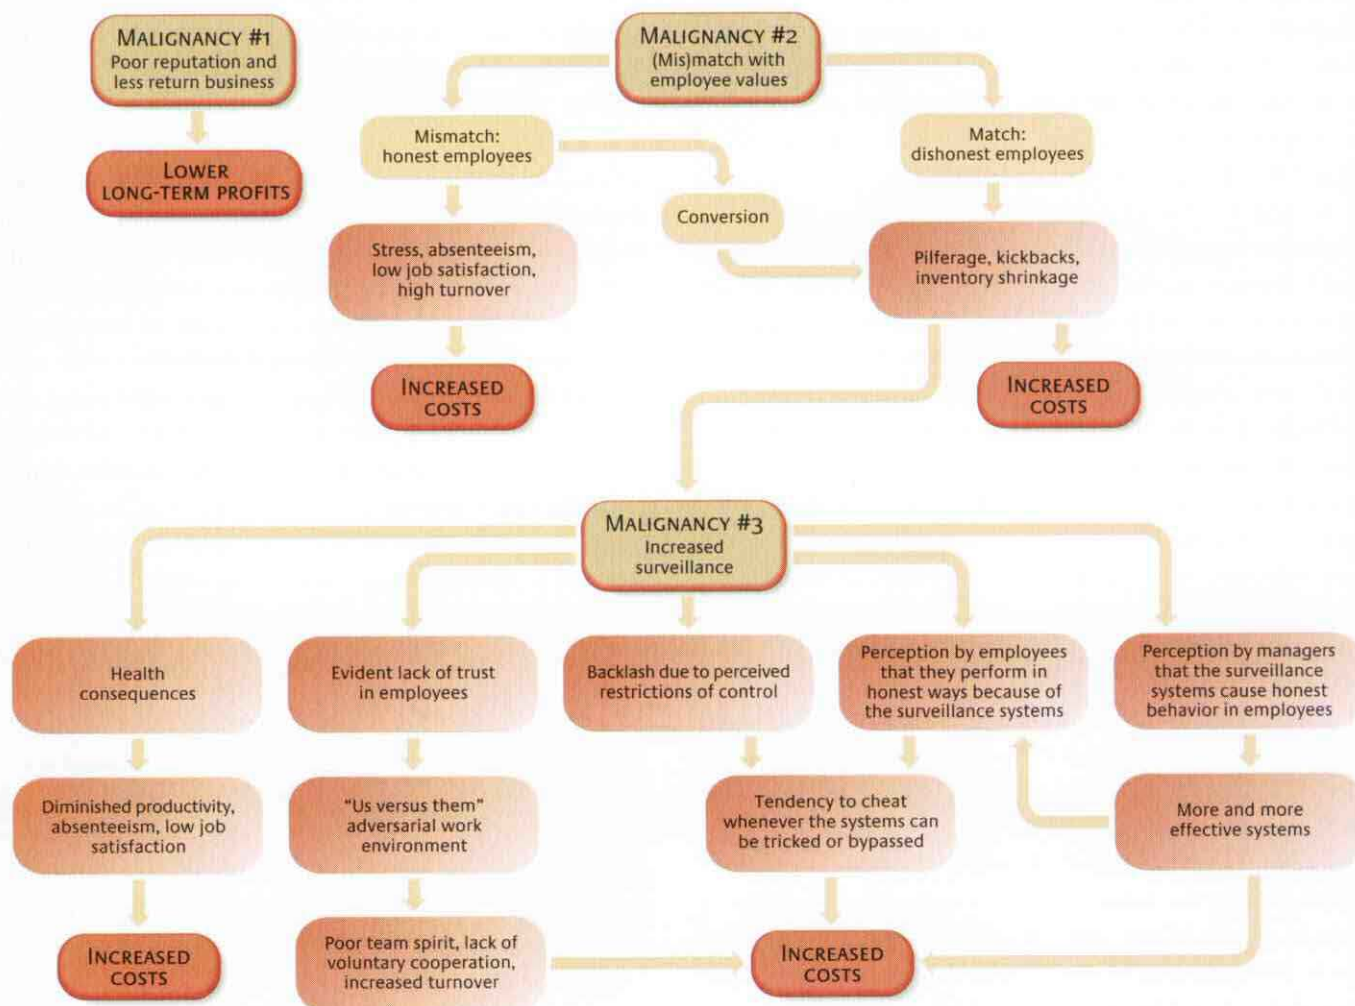 MALIGNANCY #1
Poor reputation and
less return business
LOWER
LONG-TERM PROFITS
MALIGNANCY #2
(Mis)match with
employee values
Mismatch:
honest employees
Match:
dishonest employees
Conversion
Stress, absenteeism,
low job satisfaction,
high turnover
Pilferage, kickbacks,
inventory shrinkage
INCREASED
COSTS
INCREASED
COSTS
MALIGNANCY #3
Increased
surveillance
Health
consequences
Evident lack of trust
in employees
Backlash due to perceived
restrictions of control
Perception by employees
that they perform in
honest ways because of
the surveillance systems
Perception by managers
that the surveillance
systems cause honest
behavior in employees
Diminished productivity,
absenteeism, low job
satisfaction
"Us versus them"
adversarial work
environment
Tendency to cheat
whenever the systems can
be tricked or bypassed
More and more
effective systems
INCREASED
COSTS
Poor team spirit, lack of
voluntary cooperation,
increased turnover
INCREASED
COSTS